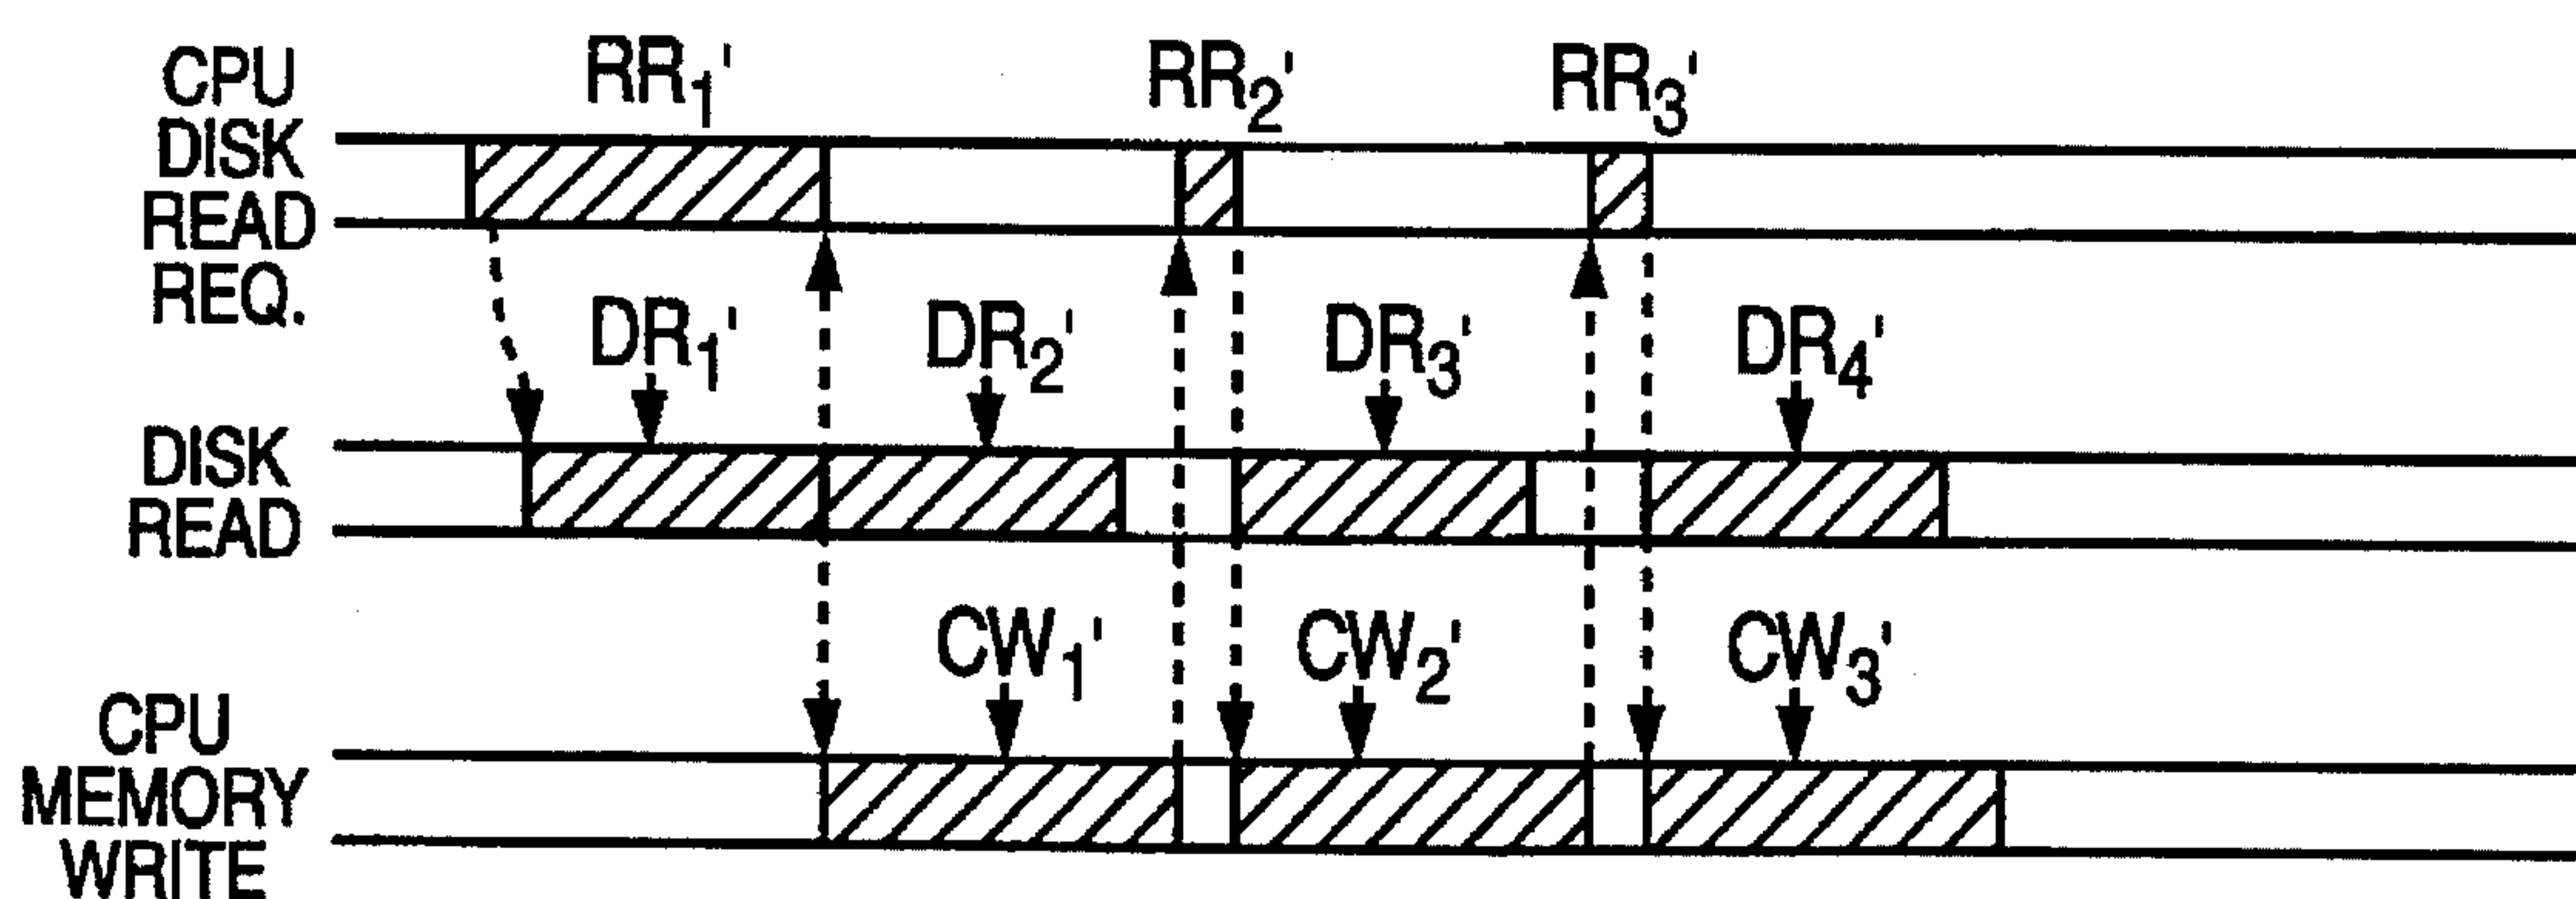 CPU
DISK
READ
REQ.
RR₁'
RR₂'
RR₃'
DR₁'
DR₂'
DR₃'
DR₄'
DISK
READ
CW₁'
CW₂'
CW₃'
CPU
MEMORY
WRITE